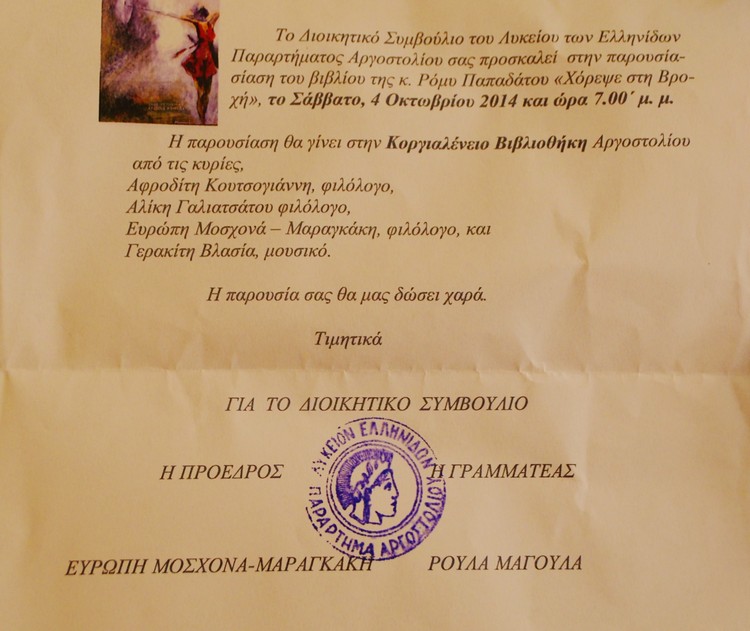 Το Διοικητικό Συμβούλιο του Λυκείου των Ελληνίδων
Παραρτήματος Αργοστολίου σας προσκαλεί στην παρουσία-
σίαση του βιβλίου της κ. Ρόμυ Παπαδάτου «Χόρεψε στη Βρο-
χή», το Σάββατο, 4 Οκτωβρίου 2014 και ώρα 7.00΄ μ. μ.
Η παρουσίαση θα γίνει στην Κοργιαλένειο Βιβλιοθήκη Αργοστολίου
από τις κυρίες,
Αφροδίτη Κουτσογιάννη, φιλόλογο,
Αλίκη Γαλιατσάτου φιλόλογο,
Ευρώπη Μοσχονά – Μαραγκάκη, φιλόλογο, και
Γερακίτη Βλασία, μουσικό.
Η παρουσία σας θα μας δώσει χαρά.
Τιμητικά
ΓΙΑ ΤΟ ΔΙΟΙΚΗΤΙΚΟ ΣΥΜΒΟΥΛΙΟ
Η ΠΡΟΕΔΡΟΣ
Η ΓΡΑΜΜΑΤΕΑΣ
ΛΥΚΕΙΟΝ ΕΛΛΗΝΙΔΩΝ
ΠΑΡΑΡΤΗΜΑ ΑΡΓΟΣΤΟΛΙΟΥ
ΕΥΡΩΠΗ ΜΟΣΧΟΝΑ-ΜΑΡΑΓΚΑΚΗ
ΡΟΥΛΑ ΜΑΓΟΥΛΑ